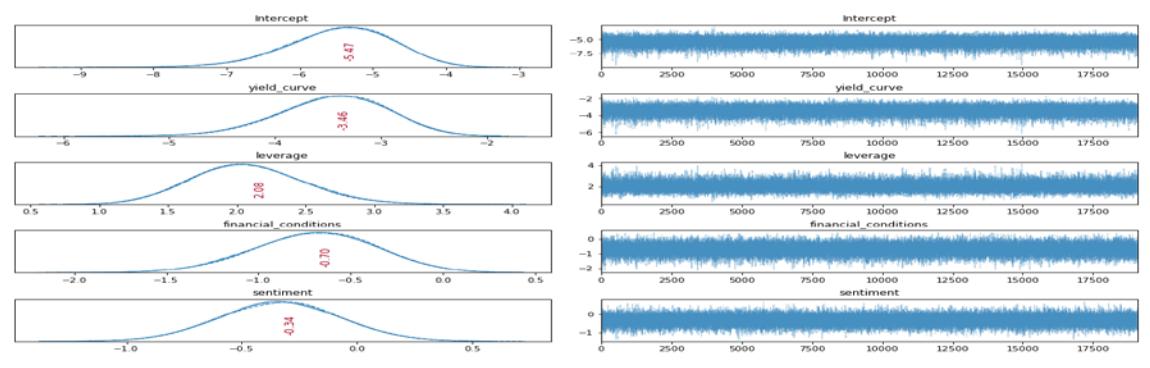 Intercept
-5.47
−9 −8 −7 −6 −5 −4 −3
Intercept
−5.0
−7.5
0 2500 5000 7500 10000 12500 15000 17500
yield_curve
-3.46
−6 −5 −4 −3 −2
yield_curve
−2
−4
−6
0 2500 5000 7500 10000 12500 15000 17500
leverage
2.08
0.5 1.0 1.5 2.0 2.5 3.0 3.5 4.0
leverage
4
2
0 2500 5000 7500 10000 12500 15000 17500
financial_conditions
-0.70
−2.0 −1.5 −1.0 −0.5 0.0 0.5
financial_conditions
0
−1
−2
0 2500 5000 7500 10000 12500 15000 17500
sentiment
-0.34
−1.0 −0.5 0.0 0.5
sentiment
0
−1
0 2500 5000 7500 10000 12500 15000 17500